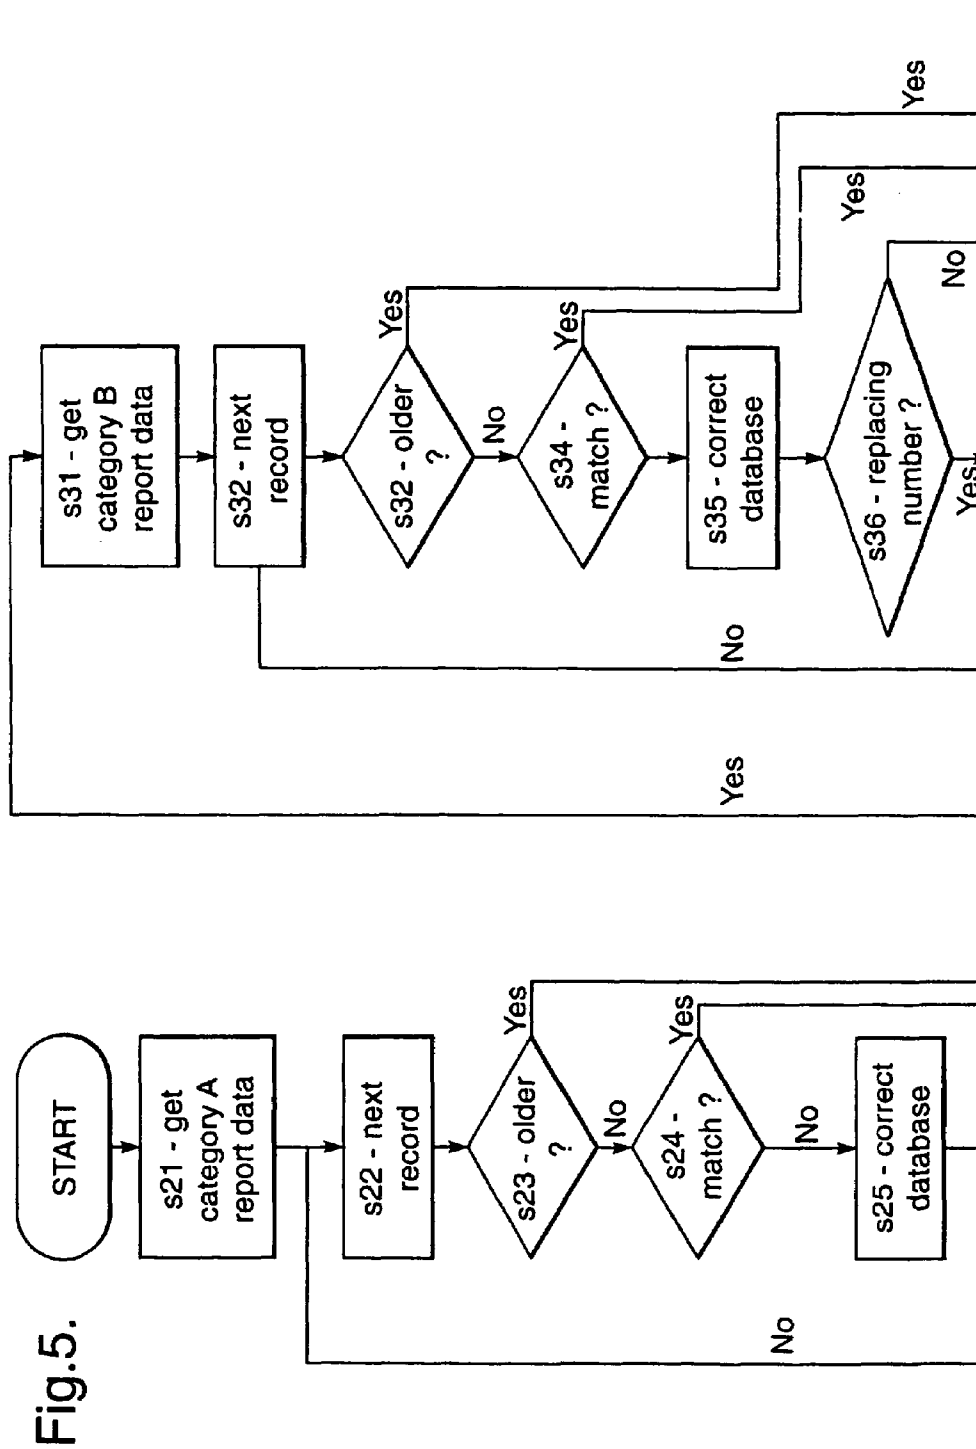 Fig.5.
START
s21 - get
category A
report data
s22 - next
record
s23 - older
?
Yes
No
s24 -
match ?
Yes
No
s25 - correct
database
No
Yes
s31 - get
category B
report data
s32 - next
record
s32 - older
?
Yes
No
s34 -
match ?
Yes
s35 - correct
database
s36 - replacing
number ?
No
Yes
No
Yes
Yes